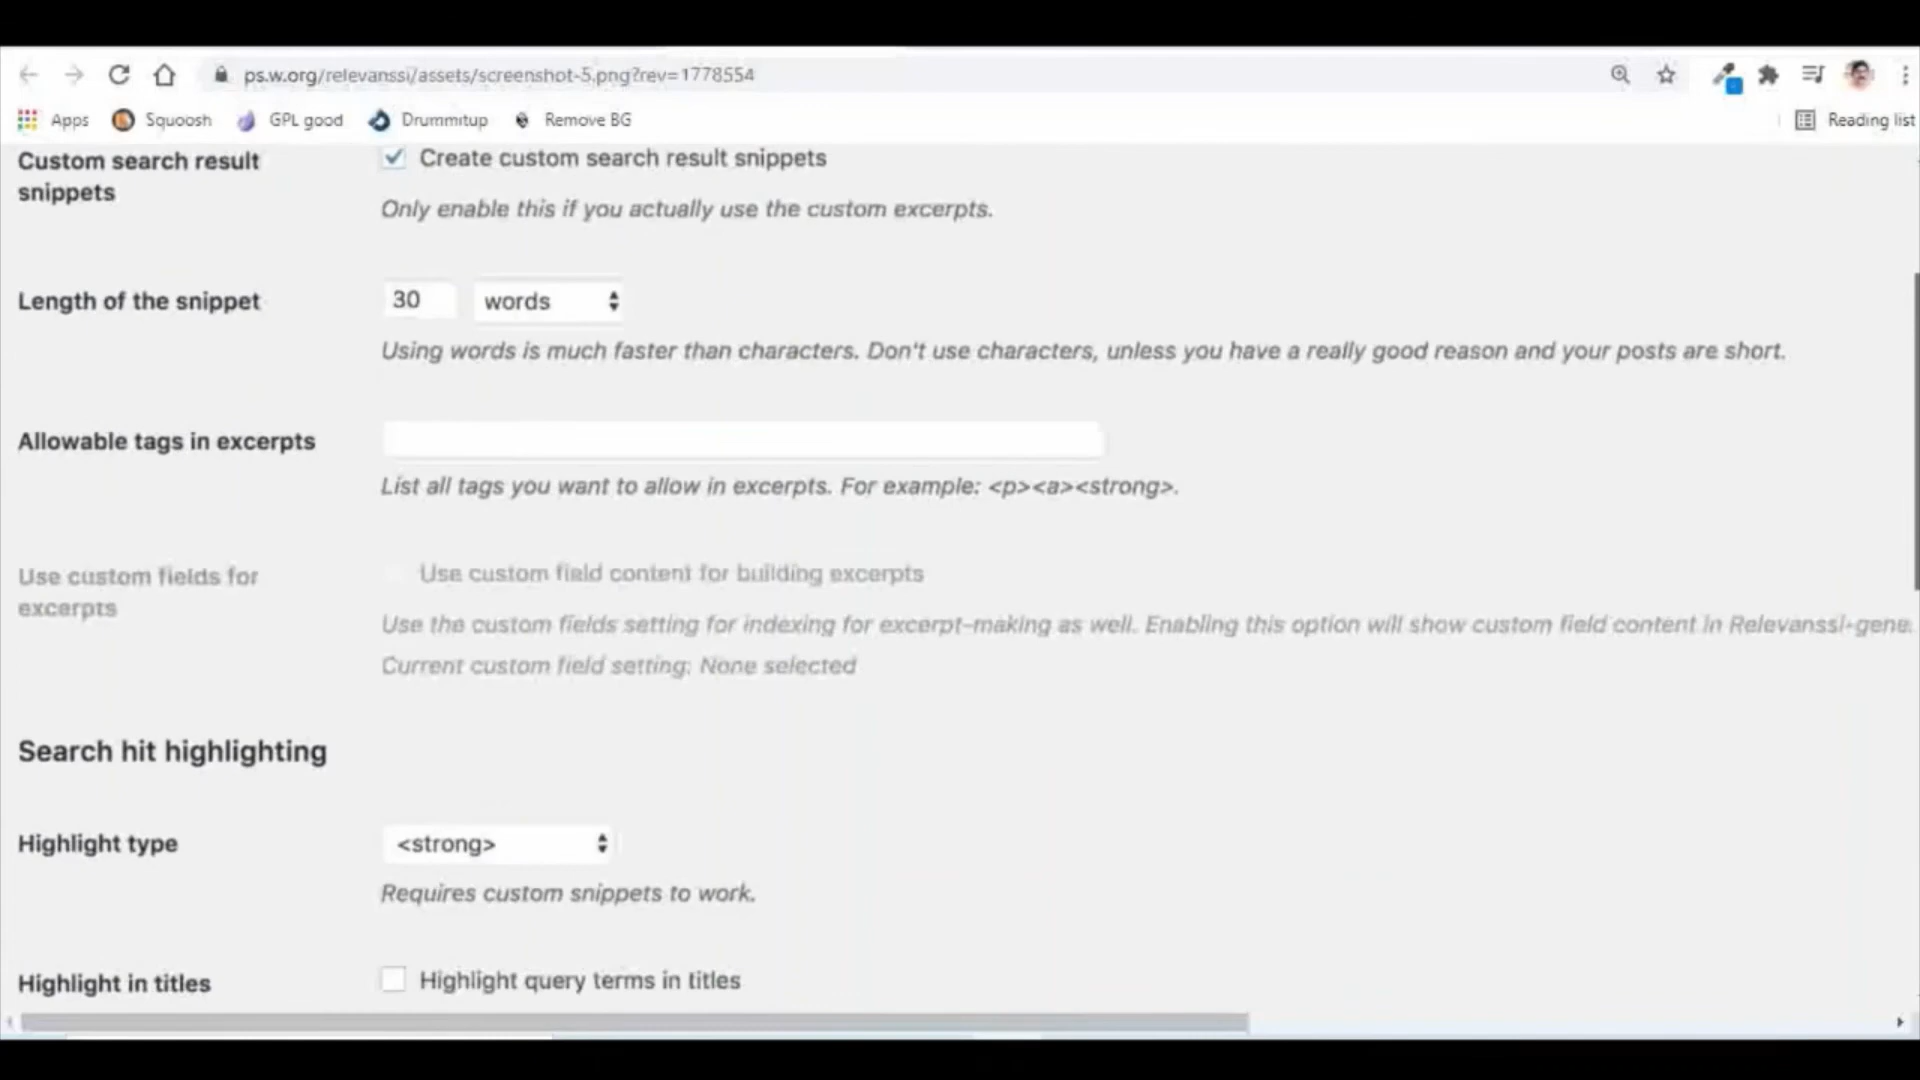 ps.w.org/relevanssi/assets/screenshot-5.png?rev=1778554
Apps Squoosh GPL good Drummitup Remove BG Reading list
Custom search result
snippets
Create custom search result snippets
Only enable this if you actually use the custom excerpts.
Length of the snippet 30 words
Using words is much faster than characters. Don't use characters, unless you have a really good reason and your posts are short.
Allowable tags in excerpts
List all tags you want to allow in excerpts. For example: <p><a><strong>.
Use custom fields for
excerpts
Use custom field content for building excerpts
Use the custom fields setting for indexing for excerpt-making as well. Enabling this option will show custom field content in Relevanssi-gene
Current custom field setting: None selected
Search hit highlighting
Highlight type <strong>
Requires custom snippets to work.
Highlight in titles Highlight query terms in titles